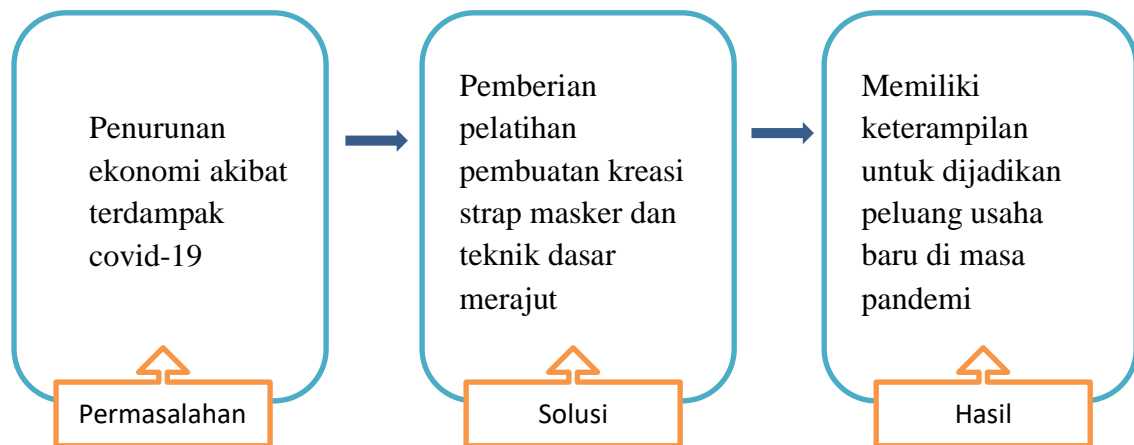 Penurunan
ekonomi akibat
terdampak
covid-19
Permasalahan
Pemberian
pelatihan
pembuatan kreasi
strap masker dan
teknik dasar
merajut
Solusi
Memiliki
keterampilan
untuk dijadikan
peluang usaha
baru di masa
pandemi
Hasil